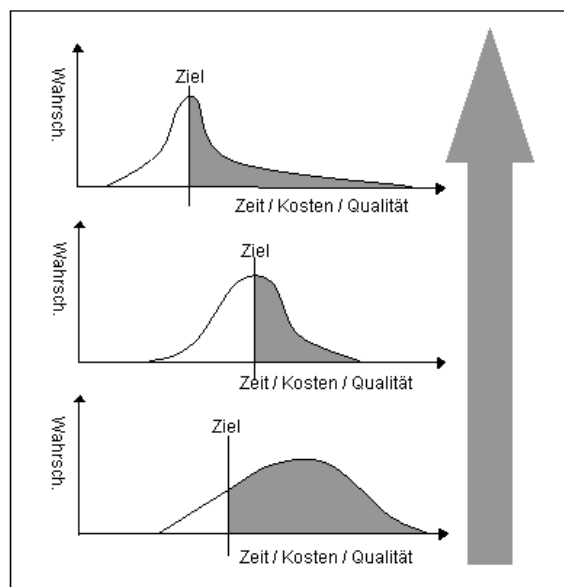 Ziel
Wahrsch.
Zeit / Kosten / Qualität
Ziel
Wahrsch.
Zeit / Kosten / Qualität
Ziel
Wahrsch.
Zeit / Kosten / Qualität